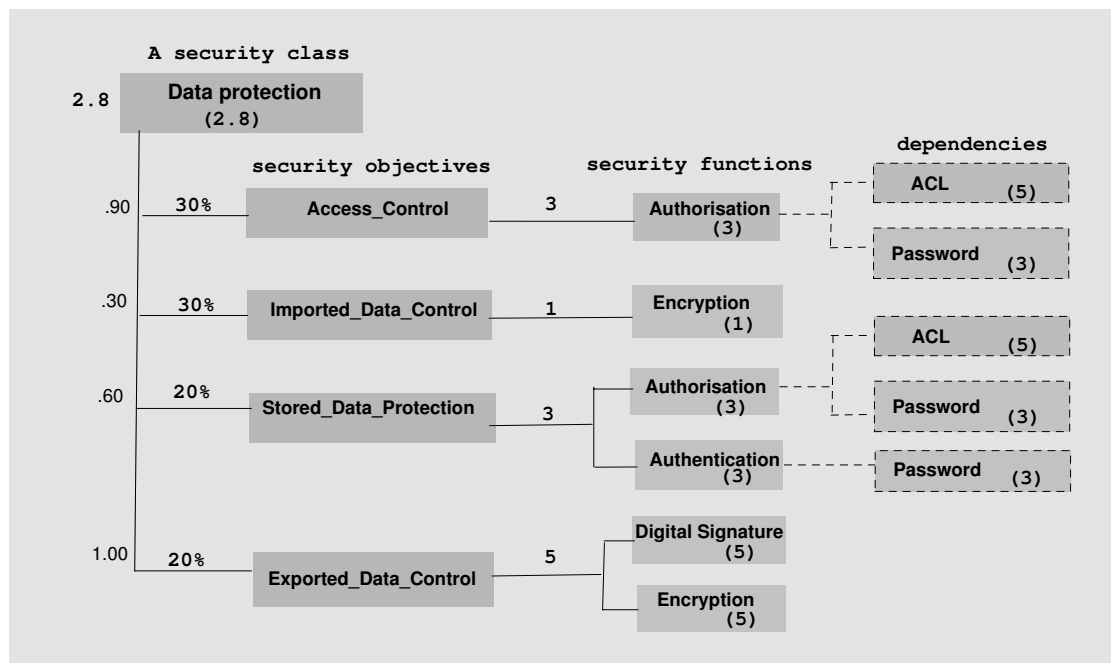 A security class
2.8
Data protection
(2.8)
security objectives
security functions
dependencies
.90
30%
Access_Control
3
Authorisation
(3)
ACL
(5)
Password
(3)
.30
30%
Imported_Data_Control
1
Encryption
(1)
.60
20%
Stored_Data_Protection
3
Authorisation
(3)
ACL
(5)
Password
(3)
Authentication
(3)
Password
(3)
1.00
20%
Exported_Data_Control
5
Digital Signature
(5)
Encryption
(5)